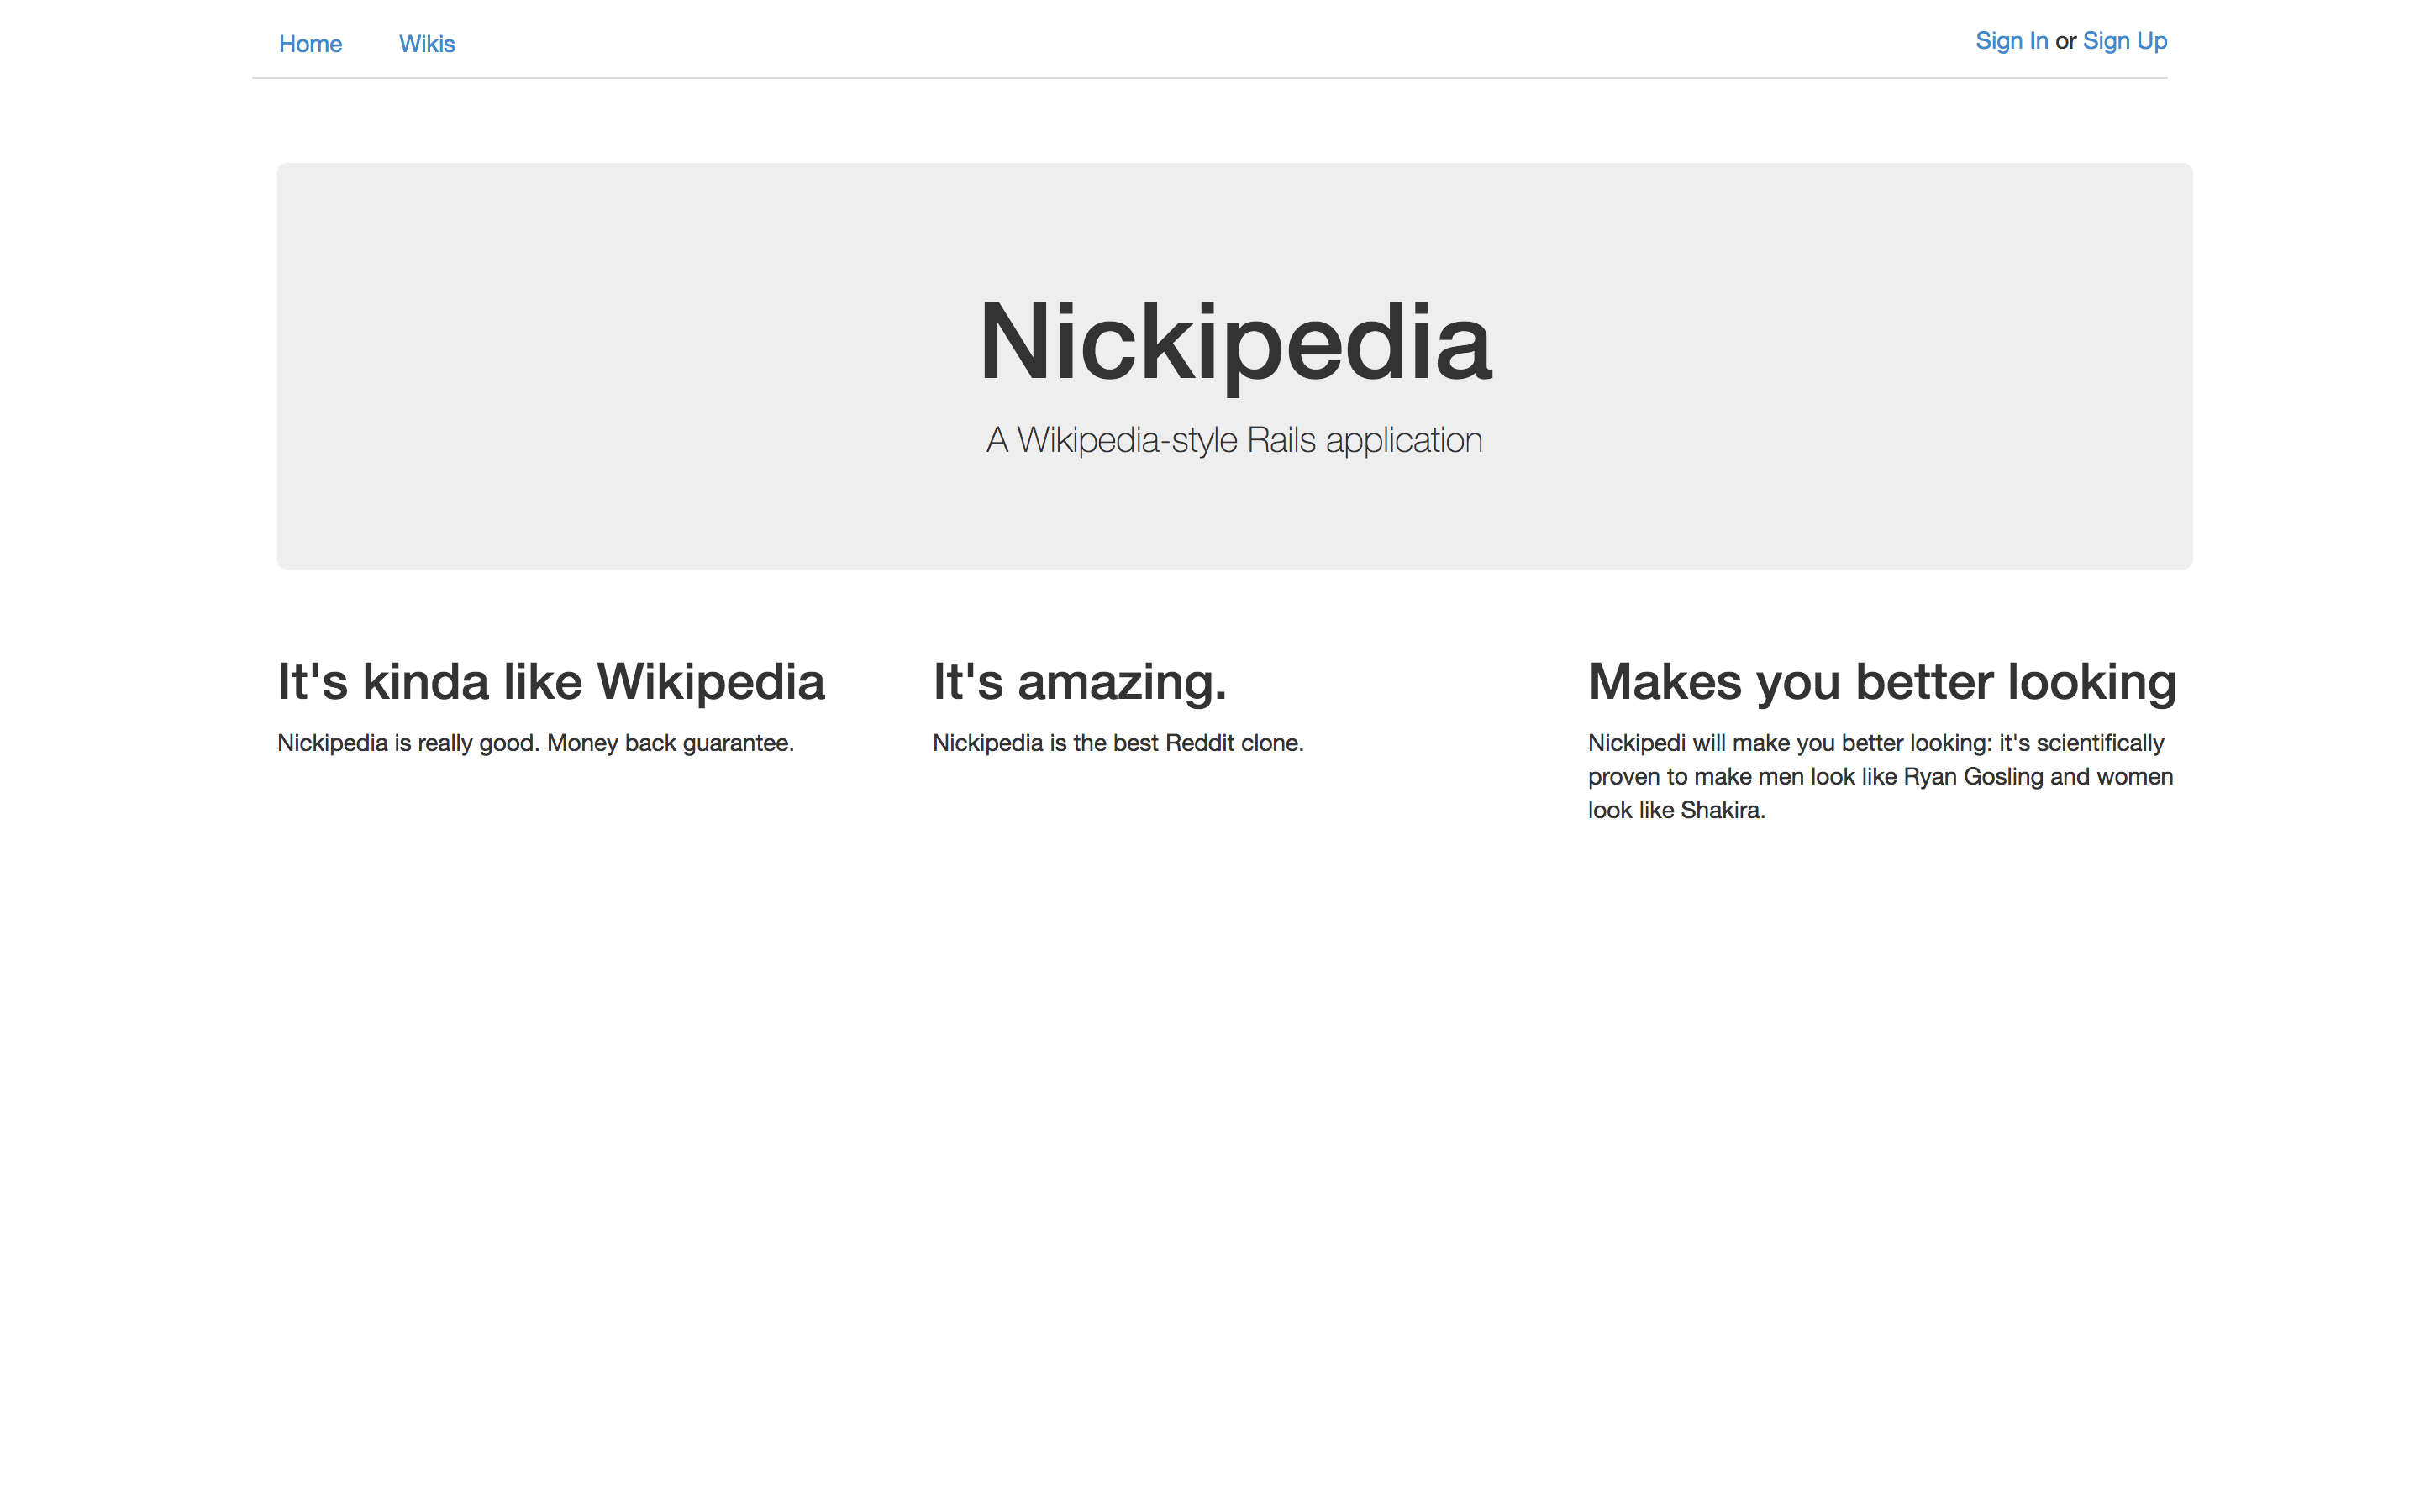 Home Wikis Sign In or Sign Up
Nickipedia
A Wikipedia-style Rails application
It's kinda like Wikipedia
Nickipedia is really good. Money back guarantee.
It's amazing.
Nickipedia is the best Reddit clone.
Makes you better looking
Nickipedi will make you better looking: it's scientifically
proven to make men look like Ryan Gosling and women
look like Shakira.